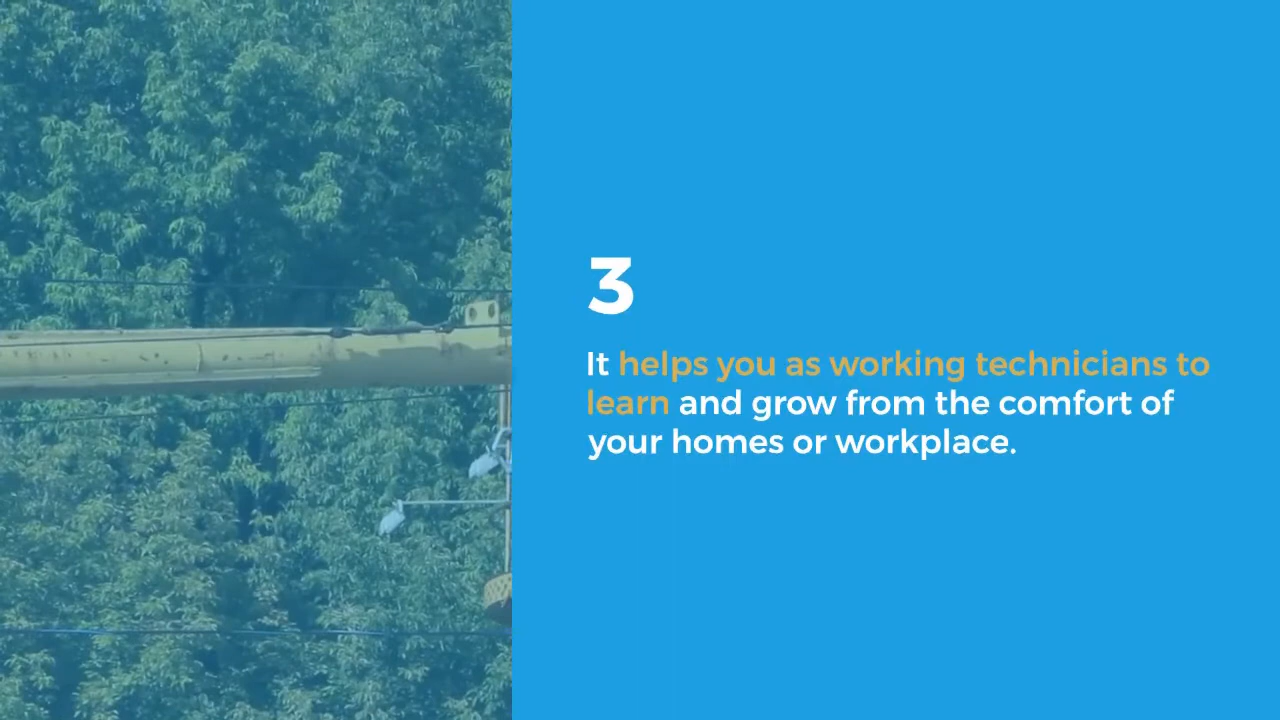 3
It helps you as working technicians to
learn and grow from the comfort of
your homes or workplace.